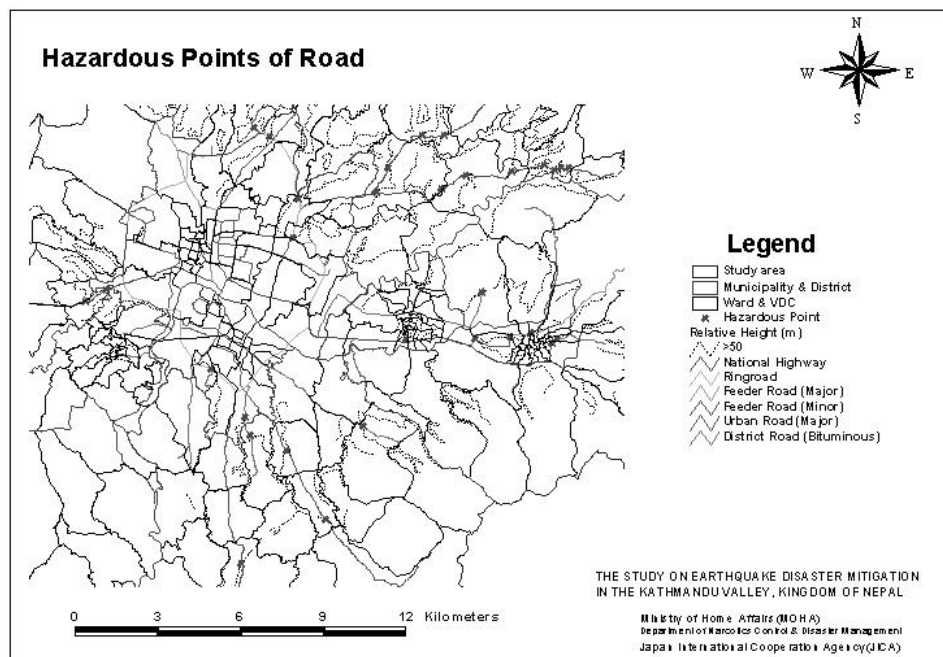 Hazardous Points of Road
N
W E
S
Legend
Study area
Municipality & District
Ward & VDC
Hazardous Point
Relative Height (m)
>50
National Highway
Ringroad
Feeder Road (Major)
Feeder Road (Minor)
Urban Road (Major)
District Road (Bituminous)
3 0 3 6 9 12 Kilometers
THE STUDY ON EARTHQUAKE DISASTER MITIGATION
IN THE KATHMANDU VALLEY, KINGDOM OF NEPAL
Ministry of Home Affairs (MOHA)
Department of Narcotics Control & Disaster Management
Japan International Cooperation Agency (JICA)